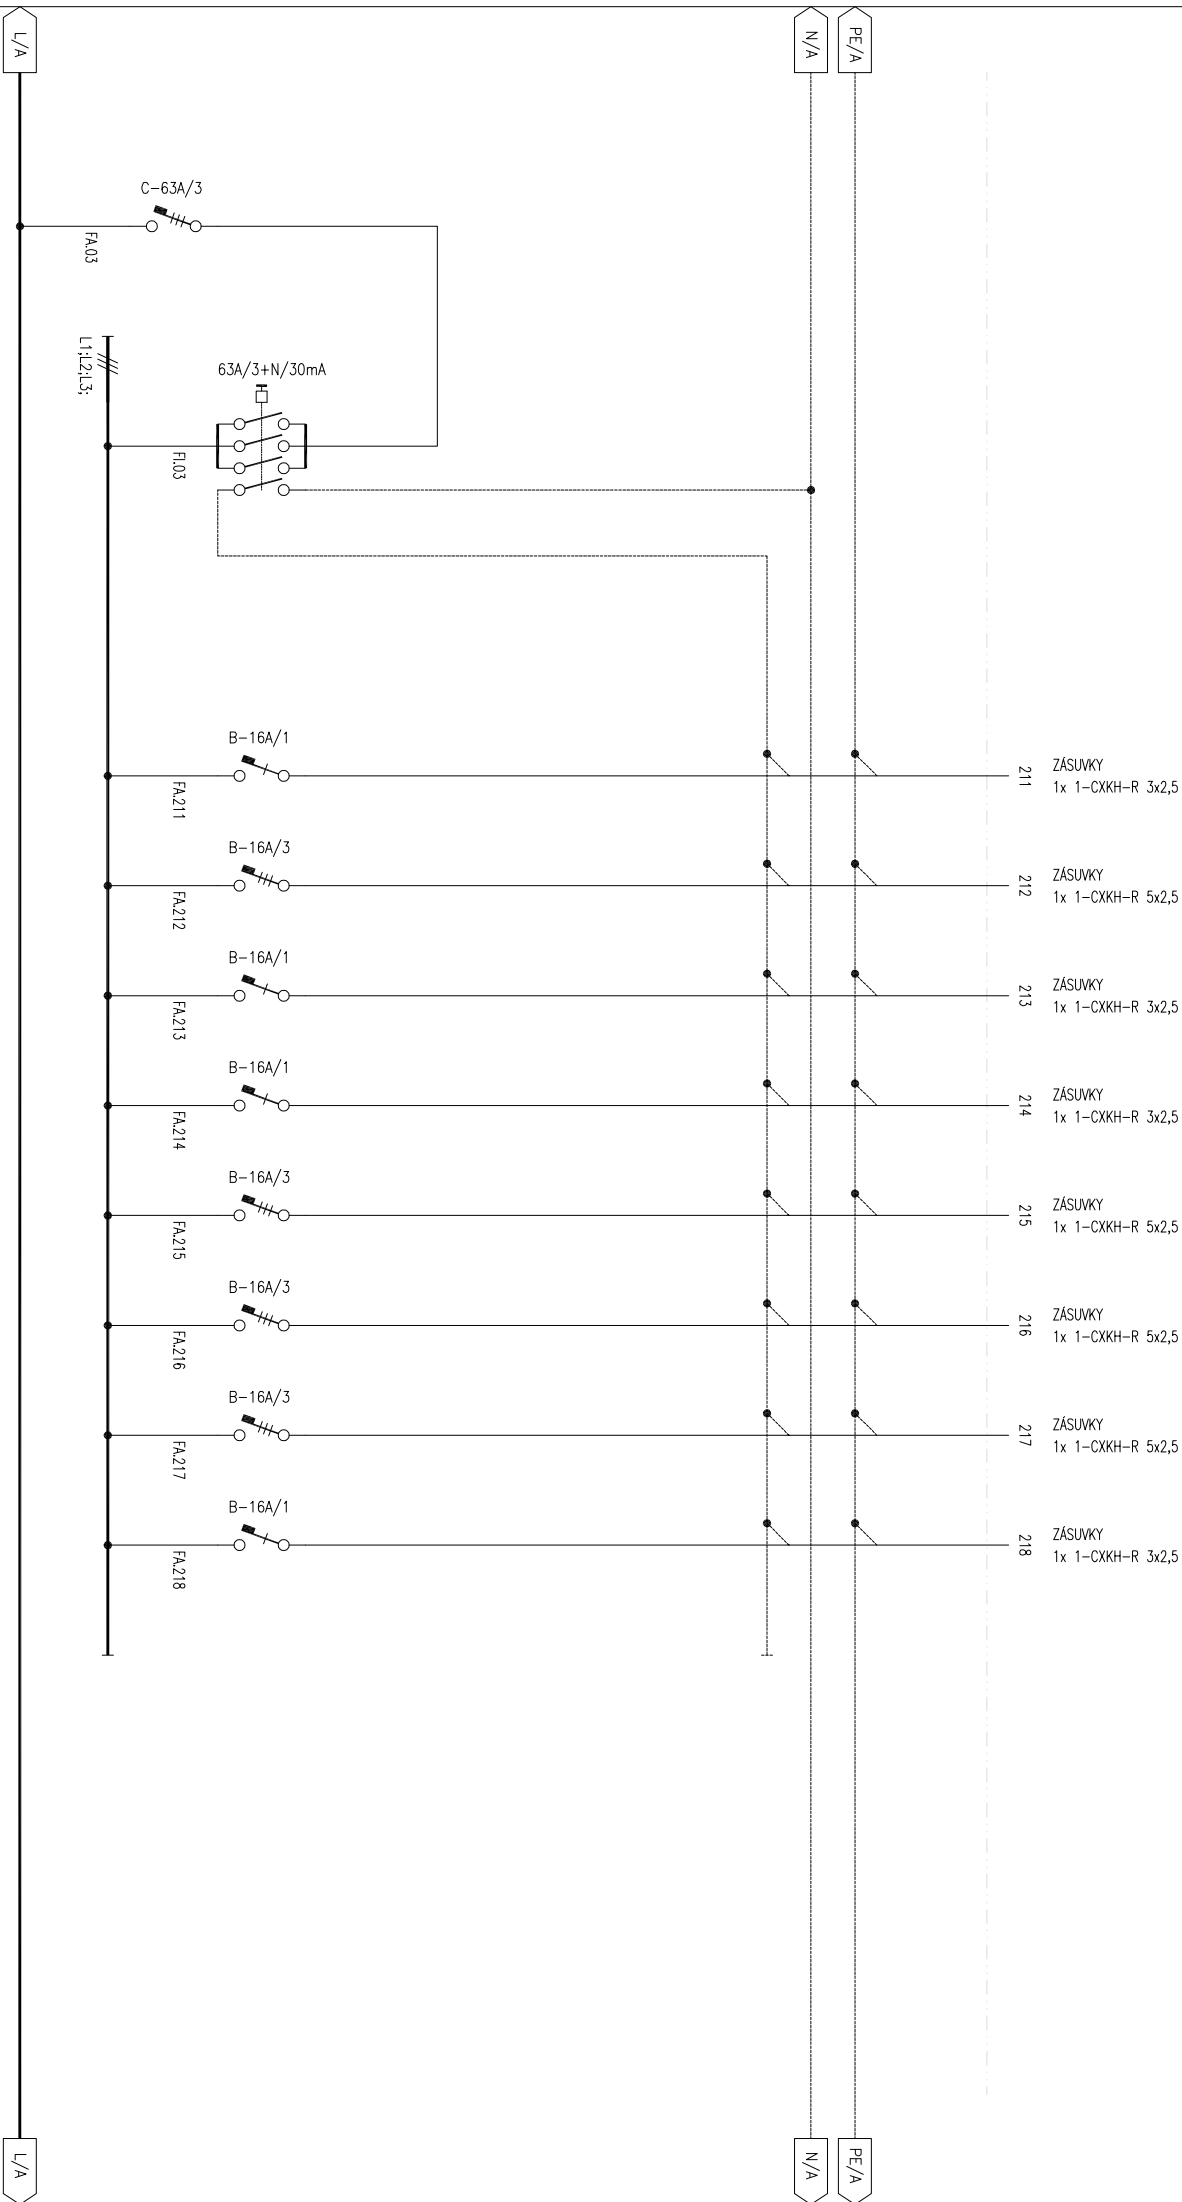 L/A
N/A
PE/A
C-63A/3
FA.03
L1;L2;L3;
63A/3+N/30mA
FI.03
B-16A/1
FA.211
211
ZÁSUVKY
1x 1-CXKH-R 3x2,5
B-16A/3
FA.212
212
ZÁSUVKY
1x 1-CXKH-R 5x2,5
B-16A/1
FA.213
213
ZÁSUVKY
1x 1-CXKH-R 3x2,5
B-16A/1
FA.214
214
ZÁSUVKY
1x 1-CXKH-R 3x2,5
B-16A/3
FA.215
215
ZÁSUVKY
1x 1-CXKH-R 5x2,5
B-16A/3
FA.216
216
ZÁSUVKY
1x 1-CXKH-R 5x2,5
B-16A/3
FA.217
217
ZÁSUVKY
1x 1-CXKH-R 5x2,5
B-16A/1
FA.218
218
ZÁSUVKY
1x 1-CXKH-R 3x2,5
L/A
N/A
PE/A